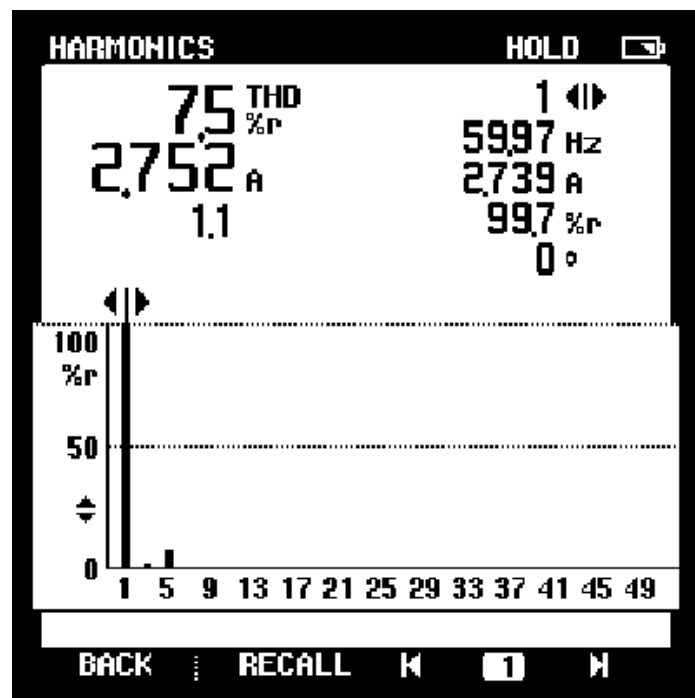 HARMONICS HOLD
7.5 THD %r
2.752 A
1.1
1
59.97 Hz
2.739 A
99.7 %r
0 °
100
%r
50
0
1 5 9 13 17 21 25 29 33 37 41 45 49
BACK RECALL 1